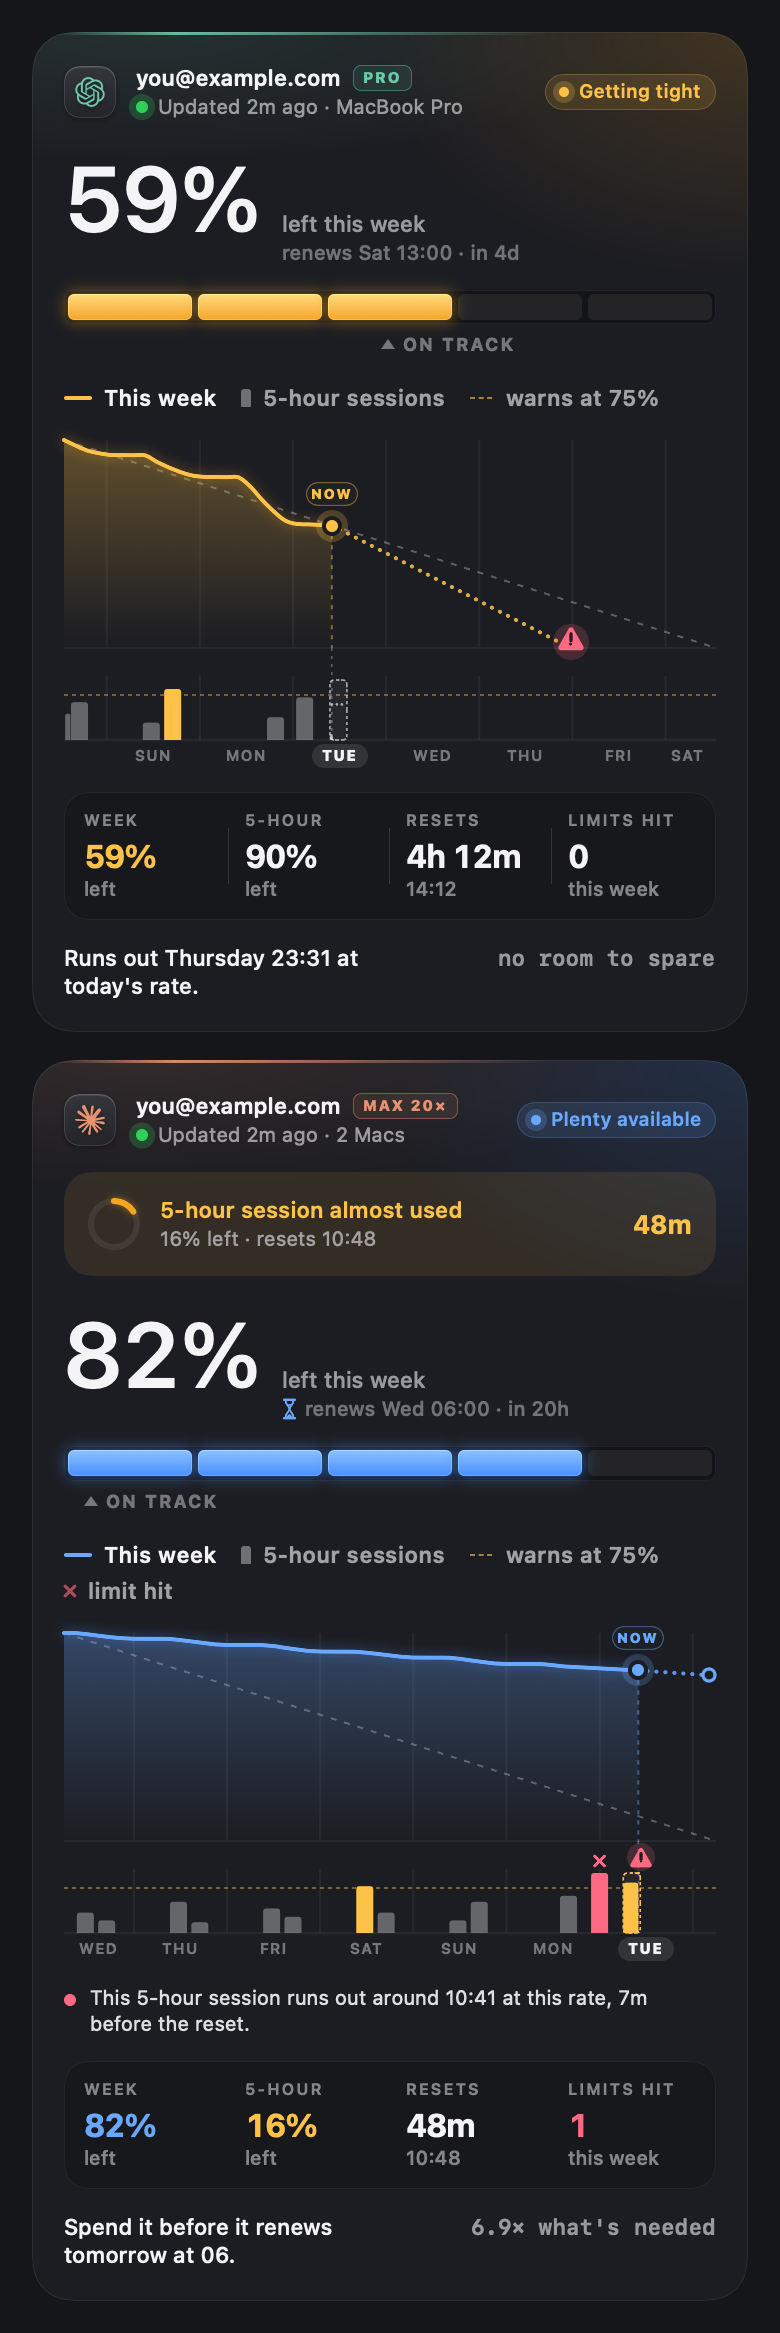 you@example.com PRO
Updated 2m ago · MacBook Pro
Getting tight
59%
left this week
renews Sat 13:00 · in 4d
ON TRACK
This week 5-hour sessions warns at 75%
NOW
SUN MON TUE WED THU FRI SAT
WEEK 5-HOUR RESETS LIMITS HIT
59% 90% 4h 12m 0
left left 14:12 this week
Runs out Thursday 23:31 at
today's rate.
no room to spare
you@example.com MAX 20×
Updated 2m ago · 2 Macs
Plenty available
5-hour session almost used
16% left · resets 10:48
48m
82%
left this week
renews Wed 06:00 · in 20h
ON TRACK
This week 5-hour sessions warns at 75%
limit hit
NOW
WED THU FRI SAT SUN MON TUE
This 5-hour session runs out around 10:41 at this rate, 7m
before the reset.
WEEK 5-HOUR RESETS LIMITS HIT
82% 16% 48m 1
left left 10:48 this week
Spend it before it renews
tomorrow at 06.
6.9× what's needed